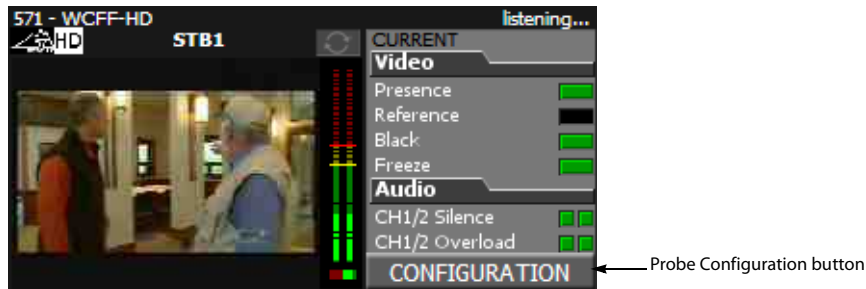 571 - WCFF-HD
listening...
HD
STB1
CURRENT
Video
Presence
Reference
Black
Freeze
Audio
CH1/2 Silence
CH1/2 Overload
CONFIGURATION
Probe Configuration button